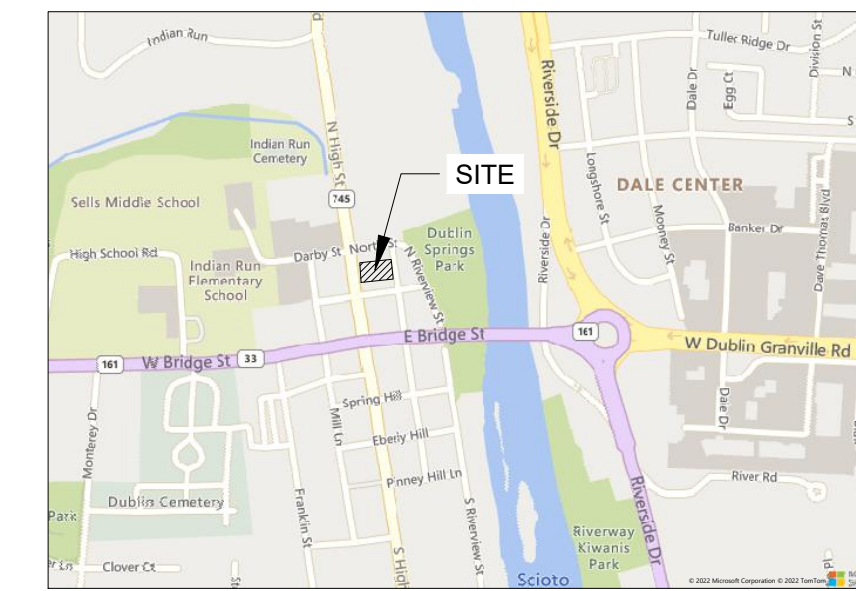 Indian Run
Tuller Ridge Dr
Division St
N High St
Riverside Dr
Dale Dr
Egg Ct
N
S
Indian Run
Cemetery
745
SITE
Longshore St
DALE CENTER
Sells Middle School
Mooney St
Banker Dr
Dave Thomas Blvd
High School Rd
Darby St
North St
Dublin
Springs
Park
Indian Run
Elementary
School
N Riverview St
Riverside Dr
E Bridge St
161
W Dublin Granville Rd
161
W Bridge St
33
Monterey Dr
Spring Hill
Mill Ln
Eberly Hill
Dale Dr
Pinney Hill Ln
River Rd
Dublin Cemetery
Franklin St
S Riverview St
Riverside Dr
Park
Riverway
Kiwanis
Park
Clover Ct
S High
Scioto
© 2022 Microsoft Corporation © 2022 TomTom